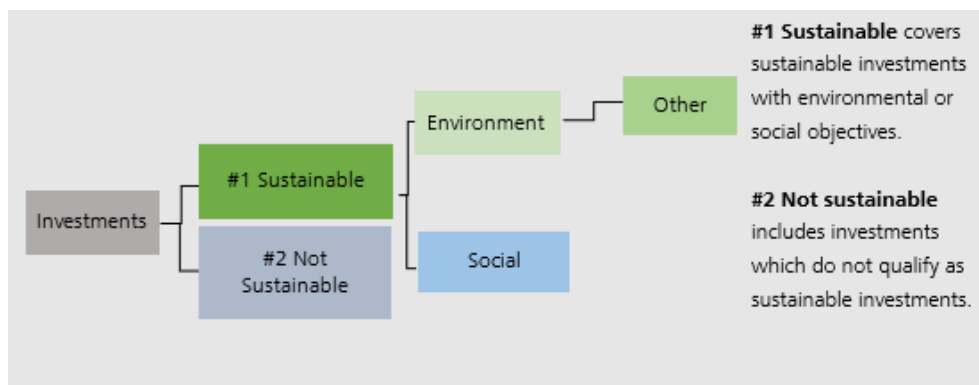 Investments
#1 Sustainable
#2 Not
Sustainable
Environment
Social
Other
#1 Sustainable covers
sustainable investments
with environmental or
social objectives.
#2 Not sustainable
includes investments
which do not qualify as
sustainable investments.